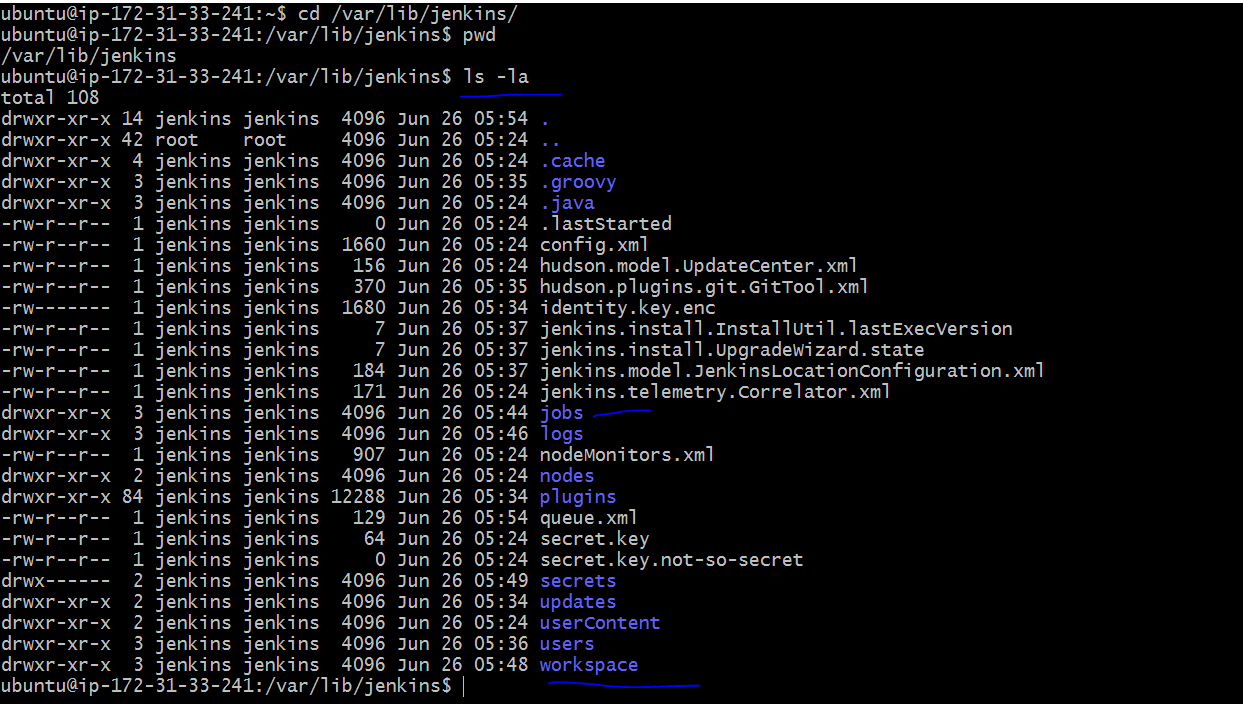 ubuntu@ip-172-31-33-241:~$ cd /var/lib/jenkins/
ubuntu@ip-172-31-33-241:/var/lib/jenkins$ pwd
/var/lib/jenkins
ubuntu@ip-172-31-33-241:/var/lib/jenkins$ ls -la
total 108
drwxr-xr-x 14 jenkins jenkins  4096 Jun 26 05:54 .
drwxr-xr-x 42 root    root     4096 Jun 26 05:24 ..
drwxr-xr-x  4 jenkins jenkins  4096 Jun 26 05:24 .cache
drwxr-xr-x  3 jenkins jenkins  4096 Jun 26 05:35 .groovy
drwxr-xr-x  3 jenkins jenkins  4096 Jun 26 05:24 .java
-rw-r--r--  1 jenkins jenkins     0 Jun 26 05:24 .lastStarted
-rw-r--r--  1 jenkins jenkins  1660 Jun 26 05:24 config.xml
-rw-r--r--  1 jenkins jenkins   156 Jun 26 05:24 hudson.model.UpdateCenter.xml
-rw-r--r--  1 jenkins jenkins   370 Jun 26 05:35 hudson.plugins.git.GitTool.xml
-rw-------  1 jenkins jenkins  1680 Jun 26 05:34 identity.key.enc
-rw-r--r--  1 jenkins jenkins     7 Jun 26 05:37 jenkins.install.InstallUtil.lastExecVersion
-rw-r--r--  1 jenkins jenkins     7 Jun 26 05:37 jenkins.install.UpgradeWizard.state
-rw-r--r--  1 jenkins jenkins   184 Jun 26 05:37 jenkins.model.JenkinsLocationConfiguration.xml
-rw-r--r--  1 jenkins jenkins   171 Jun 26 05:24 jenkins.telemetry.Correlator.xml
drwxr-xr-x  3 jenkins jenkins  4096 Jun 26 05:44 jobs
drwxr-xr-x  3 jenkins jenkins  4096 Jun 26 05:46 logs
-rw-r--r--  1 jenkins jenkins   907 Jun 26 05:24 nodeMonitors.xml
drwxr-xr-x  2 jenkins jenkins  4096 Jun 26 05:24 nodes
drwxr-xr-x 84 jenkins jenkins 12288 Jun 26 05:34 plugins
-rw-r--r--  1 jenkins jenkins   129 Jun 26 05:54 queue.xml
-rw-r--r--  1 jenkins jenkins    64 Jun 26 05:24 secret.key
-rw-r--r--  1 jenkins jenkins     0 Jun 26 05:24 secret.key.not-so-secret
drwx------  2 jenkins jenkins  4096 Jun 26 05:49 secrets
drwxr-xr-x  2 jenkins jenkins  4096 Jun 26 05:34 updates
drwxr-xr-x  2 jenkins jenkins  4096 Jun 26 05:24 userContent
drwxr-xr-x  3 jenkins jenkins  4096 Jun 26 05:36 users
drwxr-xr-x  3 jenkins jenkins  4096 Jun 26 05:48 workspace
ubuntu@ip-172-31-33-241:/var/lib/jenkins$